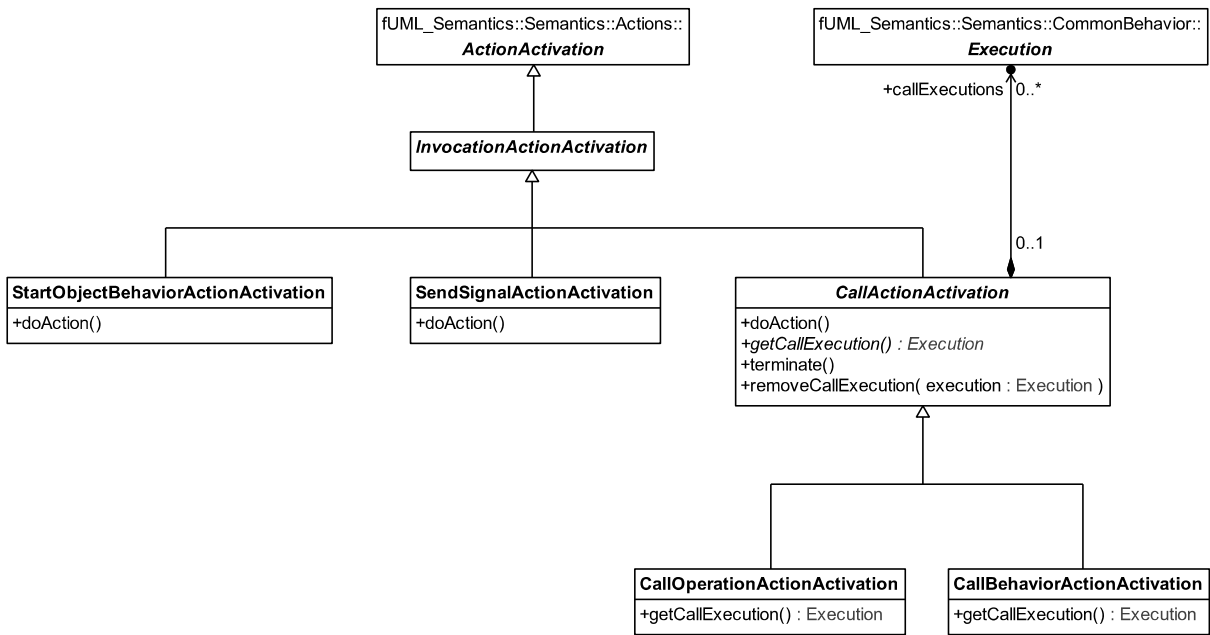 fUML_Semantics::Semantics::Actions::
ActionActivation
fUML_Semantics::Semantics::CommonBehavior::
Execution
+callExecutions
0..*
InvocationActionActivation
0..1
StartObjectBehaviorActionActivation
+doAction()
SendSignalActionActivation
+doAction()
CallActionActivation
+doAction()
+getCallExecution() : Execution
+terminate()
+removeCallExecution( execution : Execution )
CallOperationActionActivation
+getCallExecution() : Execution
CallBehaviorActionActivation
+getCallExecution() : Execution